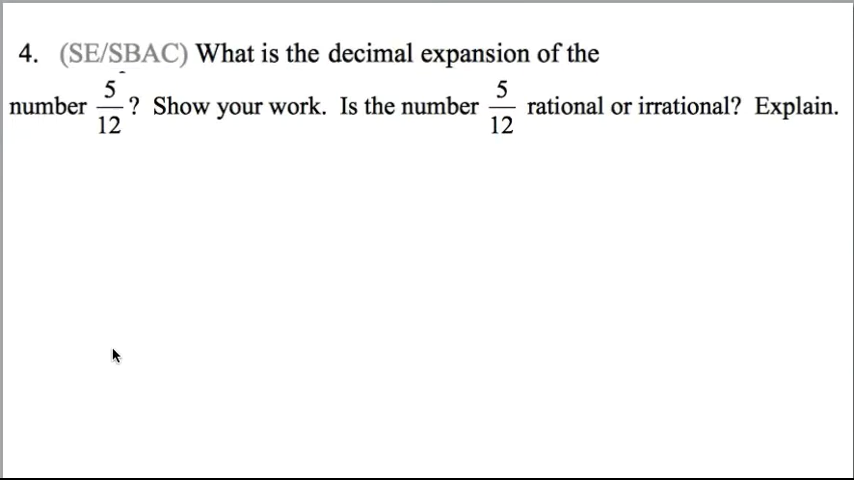 4. (SE/SBAC) What is the decimal expansion of the
number 5/12? Show your work. Is the number 5/12 rational or irrational? Explain.